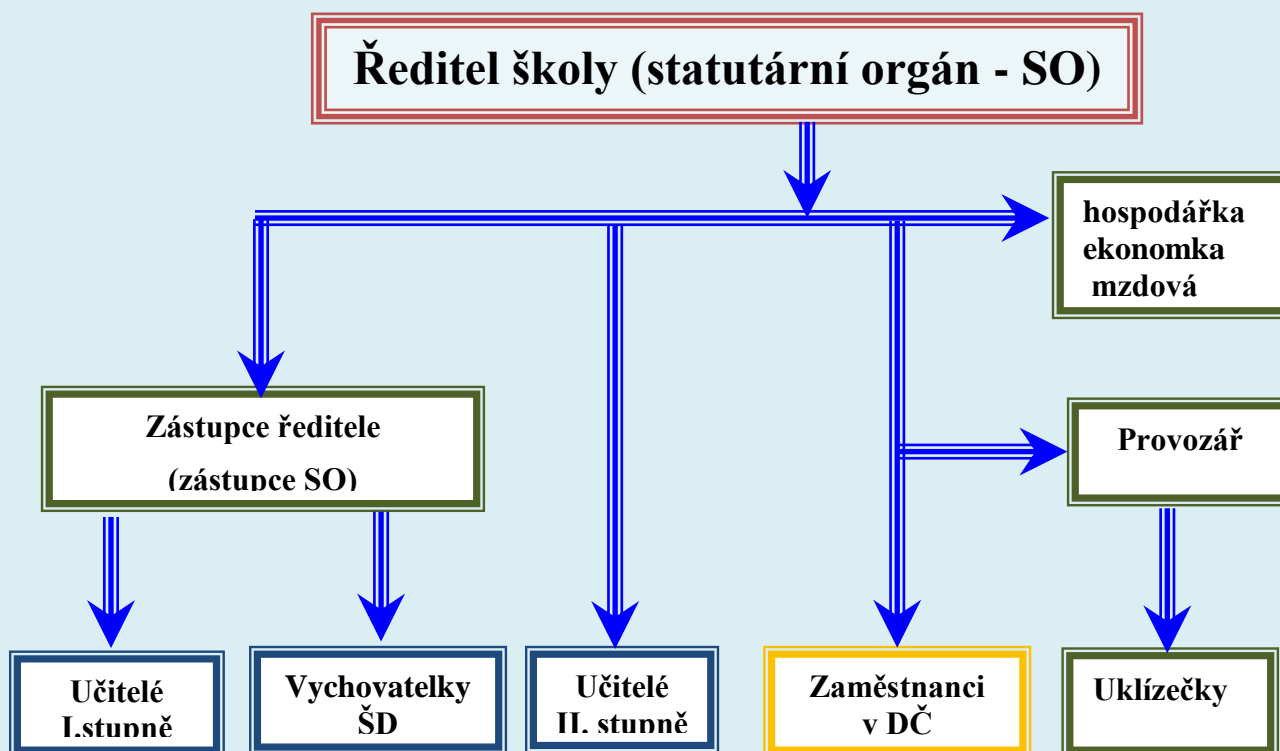 Ředitel školy (statutární orgán - SO)
hospodářka
ekonomka
mzdová
Zástupce ředitele
(zástupce SO)
Provozář
Učitelé
I.stupně
Vychovatelky
ŠD
Učitelé
II. stupně
Zaměstnanci
v DČ
Uklízečky